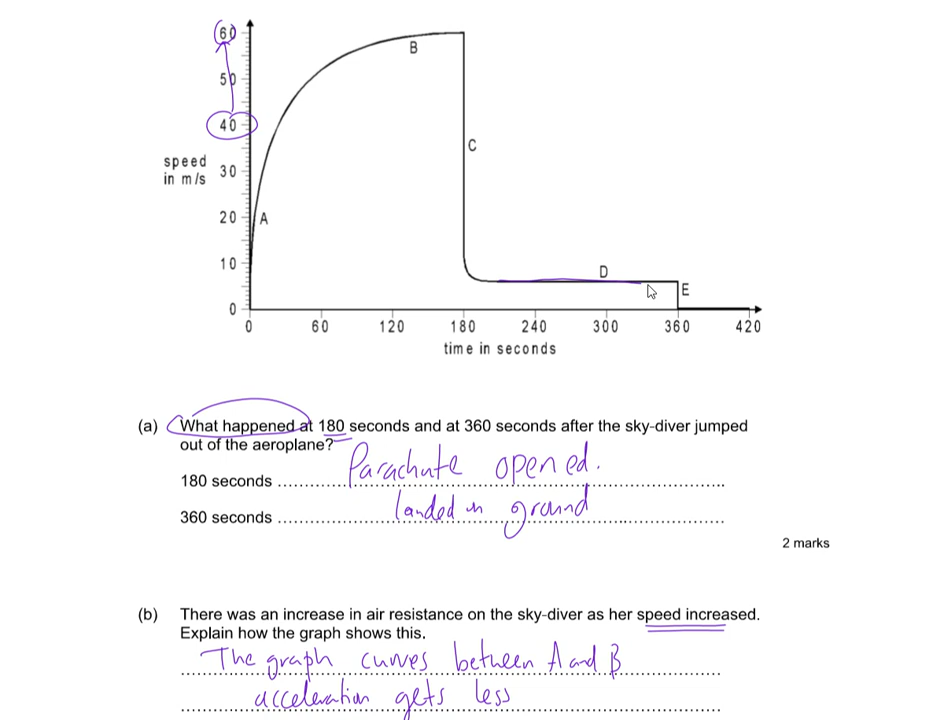 60
B
50
40
C
speed
in m/s
30
20
A
10
D
E
0
0 60 120 180 240 300 360 420
time in seconds
(a) What happened at 180 seconds and at 360 seconds after the sky-diver jumped
out of the aeroplane?
180 seconds Parachute opened.
360 seconds landed on ground
2 marks
(b) There was an increase in air resistance on the sky-diver as her speed increased.
Explain how the graph shows this.
The graph curves between A and B
acceleration gets less